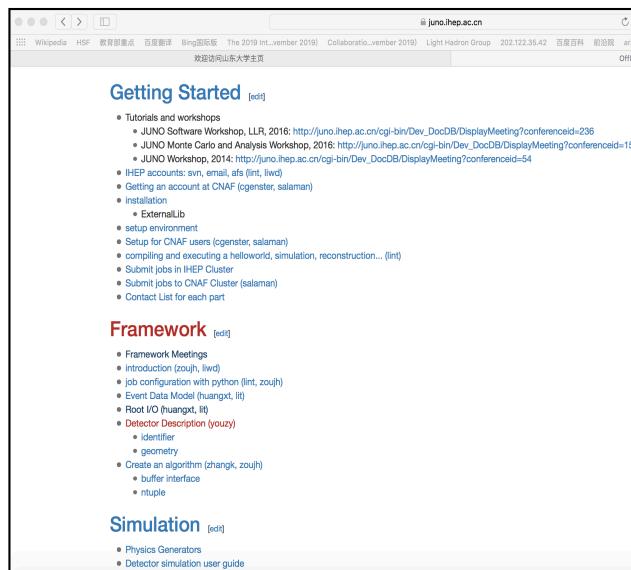 juno.ihep.ac.cn
Wikipedia HSF 教育部重点 百度翻译 Bing国际版 The 2019 Int...vember 2019) Collaboratio...vember 2019) Light Hadron Group 202.122.35.42 百度百科 前沿院
欢迎访问山东大学主页
Getting Started [edit]
Tutorials and workshops
JUNO Software Workshop, LLR, 2016: http://juno.ihep.ac.cn/cgi-bin/Dev_DocDB/DisplayMeeting?conferenceid=236
JUNO Monte Carlo and Analysis Workshop, 2016: http://juno.ihep.ac.cn/cgi-bin/Dev_DocDB/DisplayMeeting?conferenceid=15
JUNO Workshop, 2014: http://juno.ihep.ac.cn/cgi-bin/Dev_DocDB/DisplayMeeting?conferenceid=54
IHEP accounts: svn, email, afs (lint, liwd)
Getting an account at CNAF (cgenster, salaman)
installation
ExternalLib
setup environment
Setup for CNAF users (cgenster, salaman)
compiling and executing a helloworld, simulation, reconstruction... (lint)
Submit jobs in IHEP Cluster
Submit jobs to CNAF Cluster (salaman)
Contact List for each part
Framework [edit]
Framework Meetings
introduction (zoujh, liwd)
job configuration with python (lint, zoujh)
Event Data Model (huangxt, lit)
Root I/O (huangxt, lit)
Detector Description (youzy)
identifier
geometry
Create an algorithm (zhangk, zoujh)
buffer interface
ntuple
Simulation [edit]
Physics Generators
Detector simulation user guide